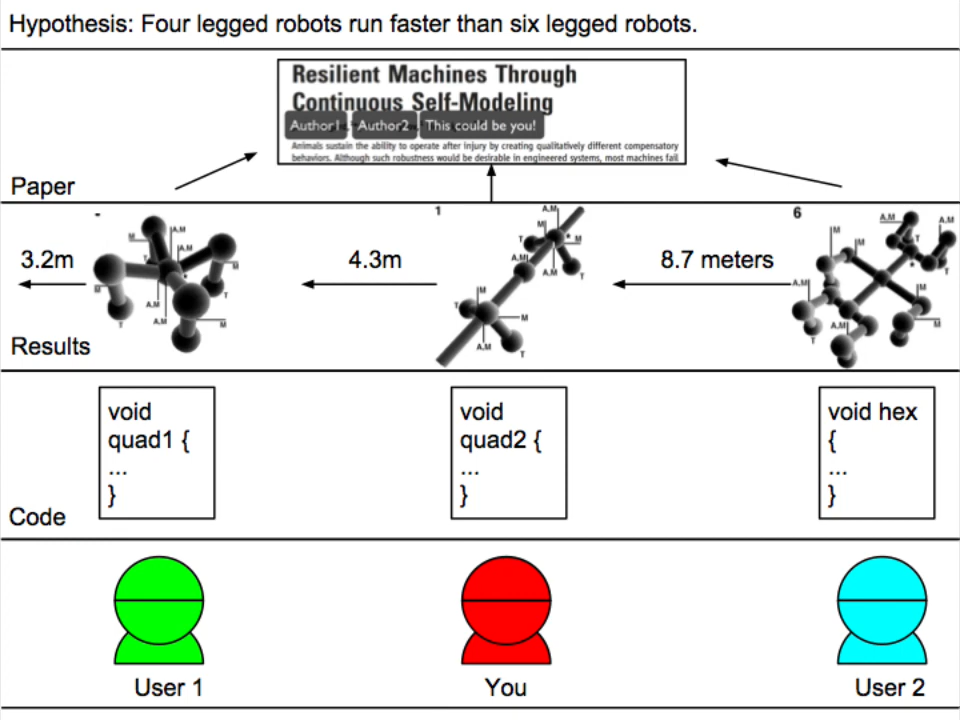 Hypothesis: Four legged robots run faster than six legged robots.
Resilient Machines Through
Continuous Self-Modeling
Author1 Author2 This could be you!
Animals sustain the ability to operate after injury by creating qualitatively different compensatory
behaviors. Although such robustness would be desirable in engineered systems, most machines fail
Paper
3.2m
4.3m
8.7 meters
- M A,M A,M T M M T A,M A,M T M
1 A,M M T M A,M A,M T M T M A,M T
6 M M A,M T A,M A,M T T M M A,M
Results
void
quad1 {
...
}
void
quad2 {
...
}
void hex
{
...
}
Code
User 1
You
User 2